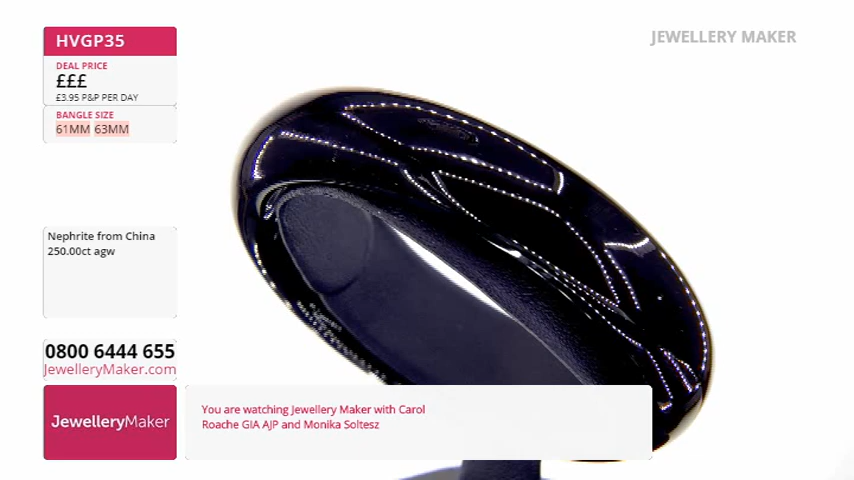 HVGP35
DEAL PRICE
£££
£3.95 P&P PER DAY
BANGLE SIZE
61MM 63MM
Nephrite from China
250.00ct agw
0800 6444 655
JewelleryMaker.com
JewelleryMaker
You are watching Jewellery Maker with Carol
Roache GIA AJP and Monika Soltesz
JEWELLERY MAKER